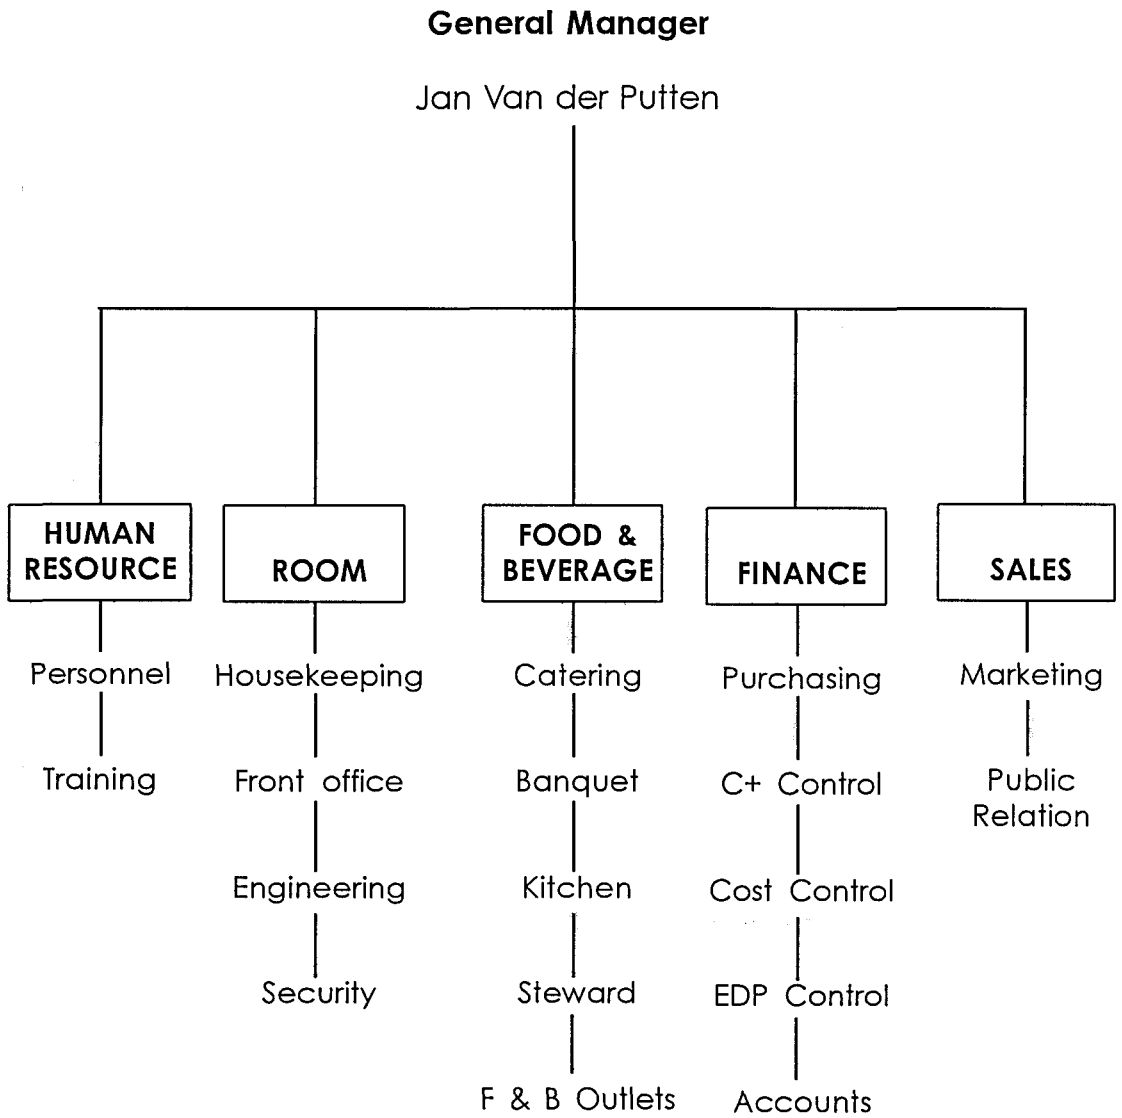 General Manager
Jan Van der Putten
HUMAN
RESOURCE
Personnel
Training
ROOM
Housekeeping
Front office
Engineering
Security
FOOD &
BEVERAGE
Catering
Banquet
Kitchen
Steward
F & B Outlets
FINANCE
Purchasing
C+ Control
Cost Control
EDP Control
Accounts
SALES
Marketing
Public
Relation